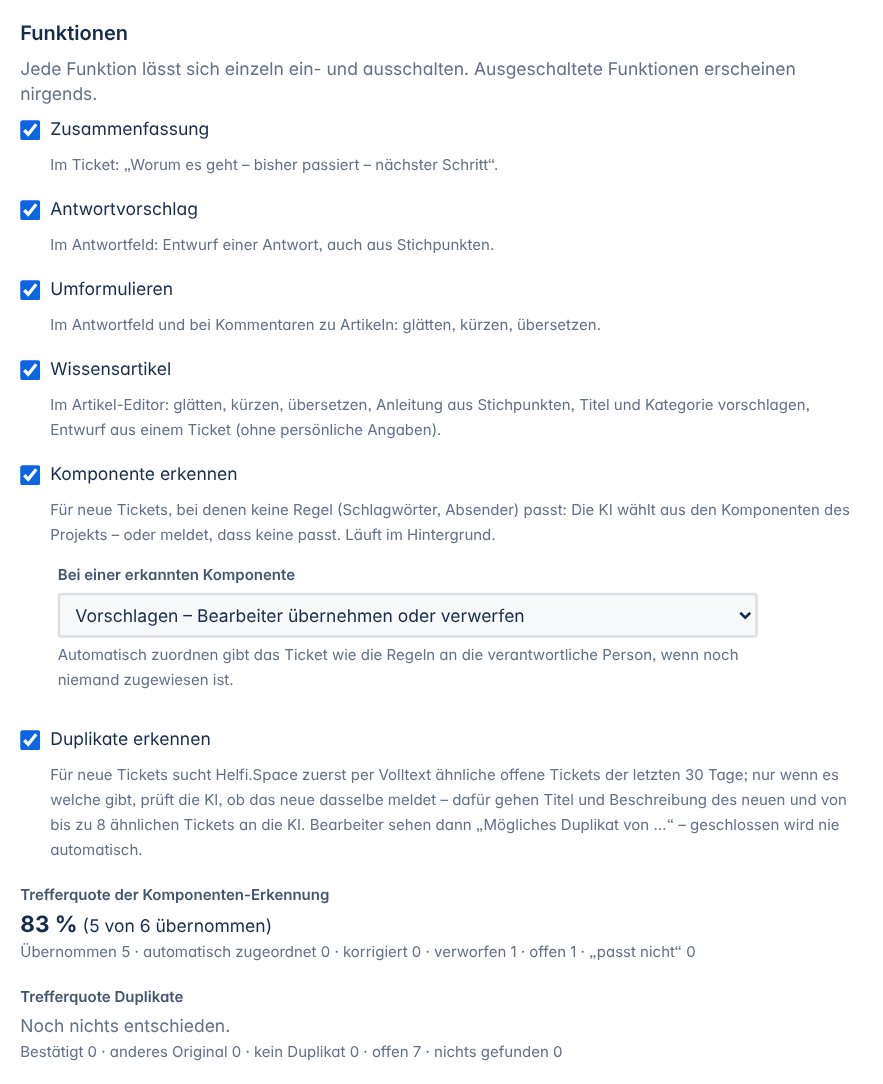 Funktionen
Jede Funktion lässt sich einzeln ein- und ausschalten. Ausgeschaltete Funktionen erscheinen
nirgends.
Zusammenfassung
Im Ticket: „Worum es geht – bisher passiert – nächster Schritt“.
Antwortvorschlag
Im Antwortfeld: Entwurf einer Antwort, auch aus Stichpunkten.
Umformulieren
Im Antwortfeld und bei Kommentaren zu Artikeln: glätten, kürzen, übersetzen.
Wissensartikel
Im Artikel-Editor: glätten, kürzen, übersetzen, Anleitung aus Stichpunkten, Titel und Kategorie vorschlagen,
Entwurf aus einem Ticket (ohne persönliche Angaben).
Komponente erkennen
Für neue Tickets, bei denen keine Regel (Schlagwörter, Absender) passt: Die KI wählt aus den Komponenten des
Projekts – oder meldet, dass keine passt. Läuft im Hintergrund.
Bei einer erkannten Komponente
Vorschlagen – Bearbeiter übernehmen oder verwerfen
Automatisch zuordnen gibt das Ticket wie die Regeln an die verantwortliche Person, wenn noch
niemand zugewiesen ist.
Duplikate erkennen
Für neue Tickets sucht Helfi.Space zuerst per Volltext ähnliche offene Tickets der letzten 30 Tage; nur wenn es
welche gibt, prüft die KI, ob das neue dasselbe meldet – dafür gehen Titel und Beschreibung des neuen und von
bis zu 8 ähnlichen Tickets an die KI. Bearbeiter sehen dann „Mögliches Duplikat von …“ – geschlossen wird nie
automatisch.
Trefferquote der Komponenten-Erkennung
83 % (5 von 6 übernommen)
Übernommen 5 · automatisch zugeordnet 0 · korrigiert 0 · verworfen 1 · offen 1 · „passt nicht“ 0
Trefferquote Duplikate
Noch nichts entschieden.
Bestätigt 0 · anderes Original 0 · kein Duplikat 0 · offen 7 · nichts gefunden 0